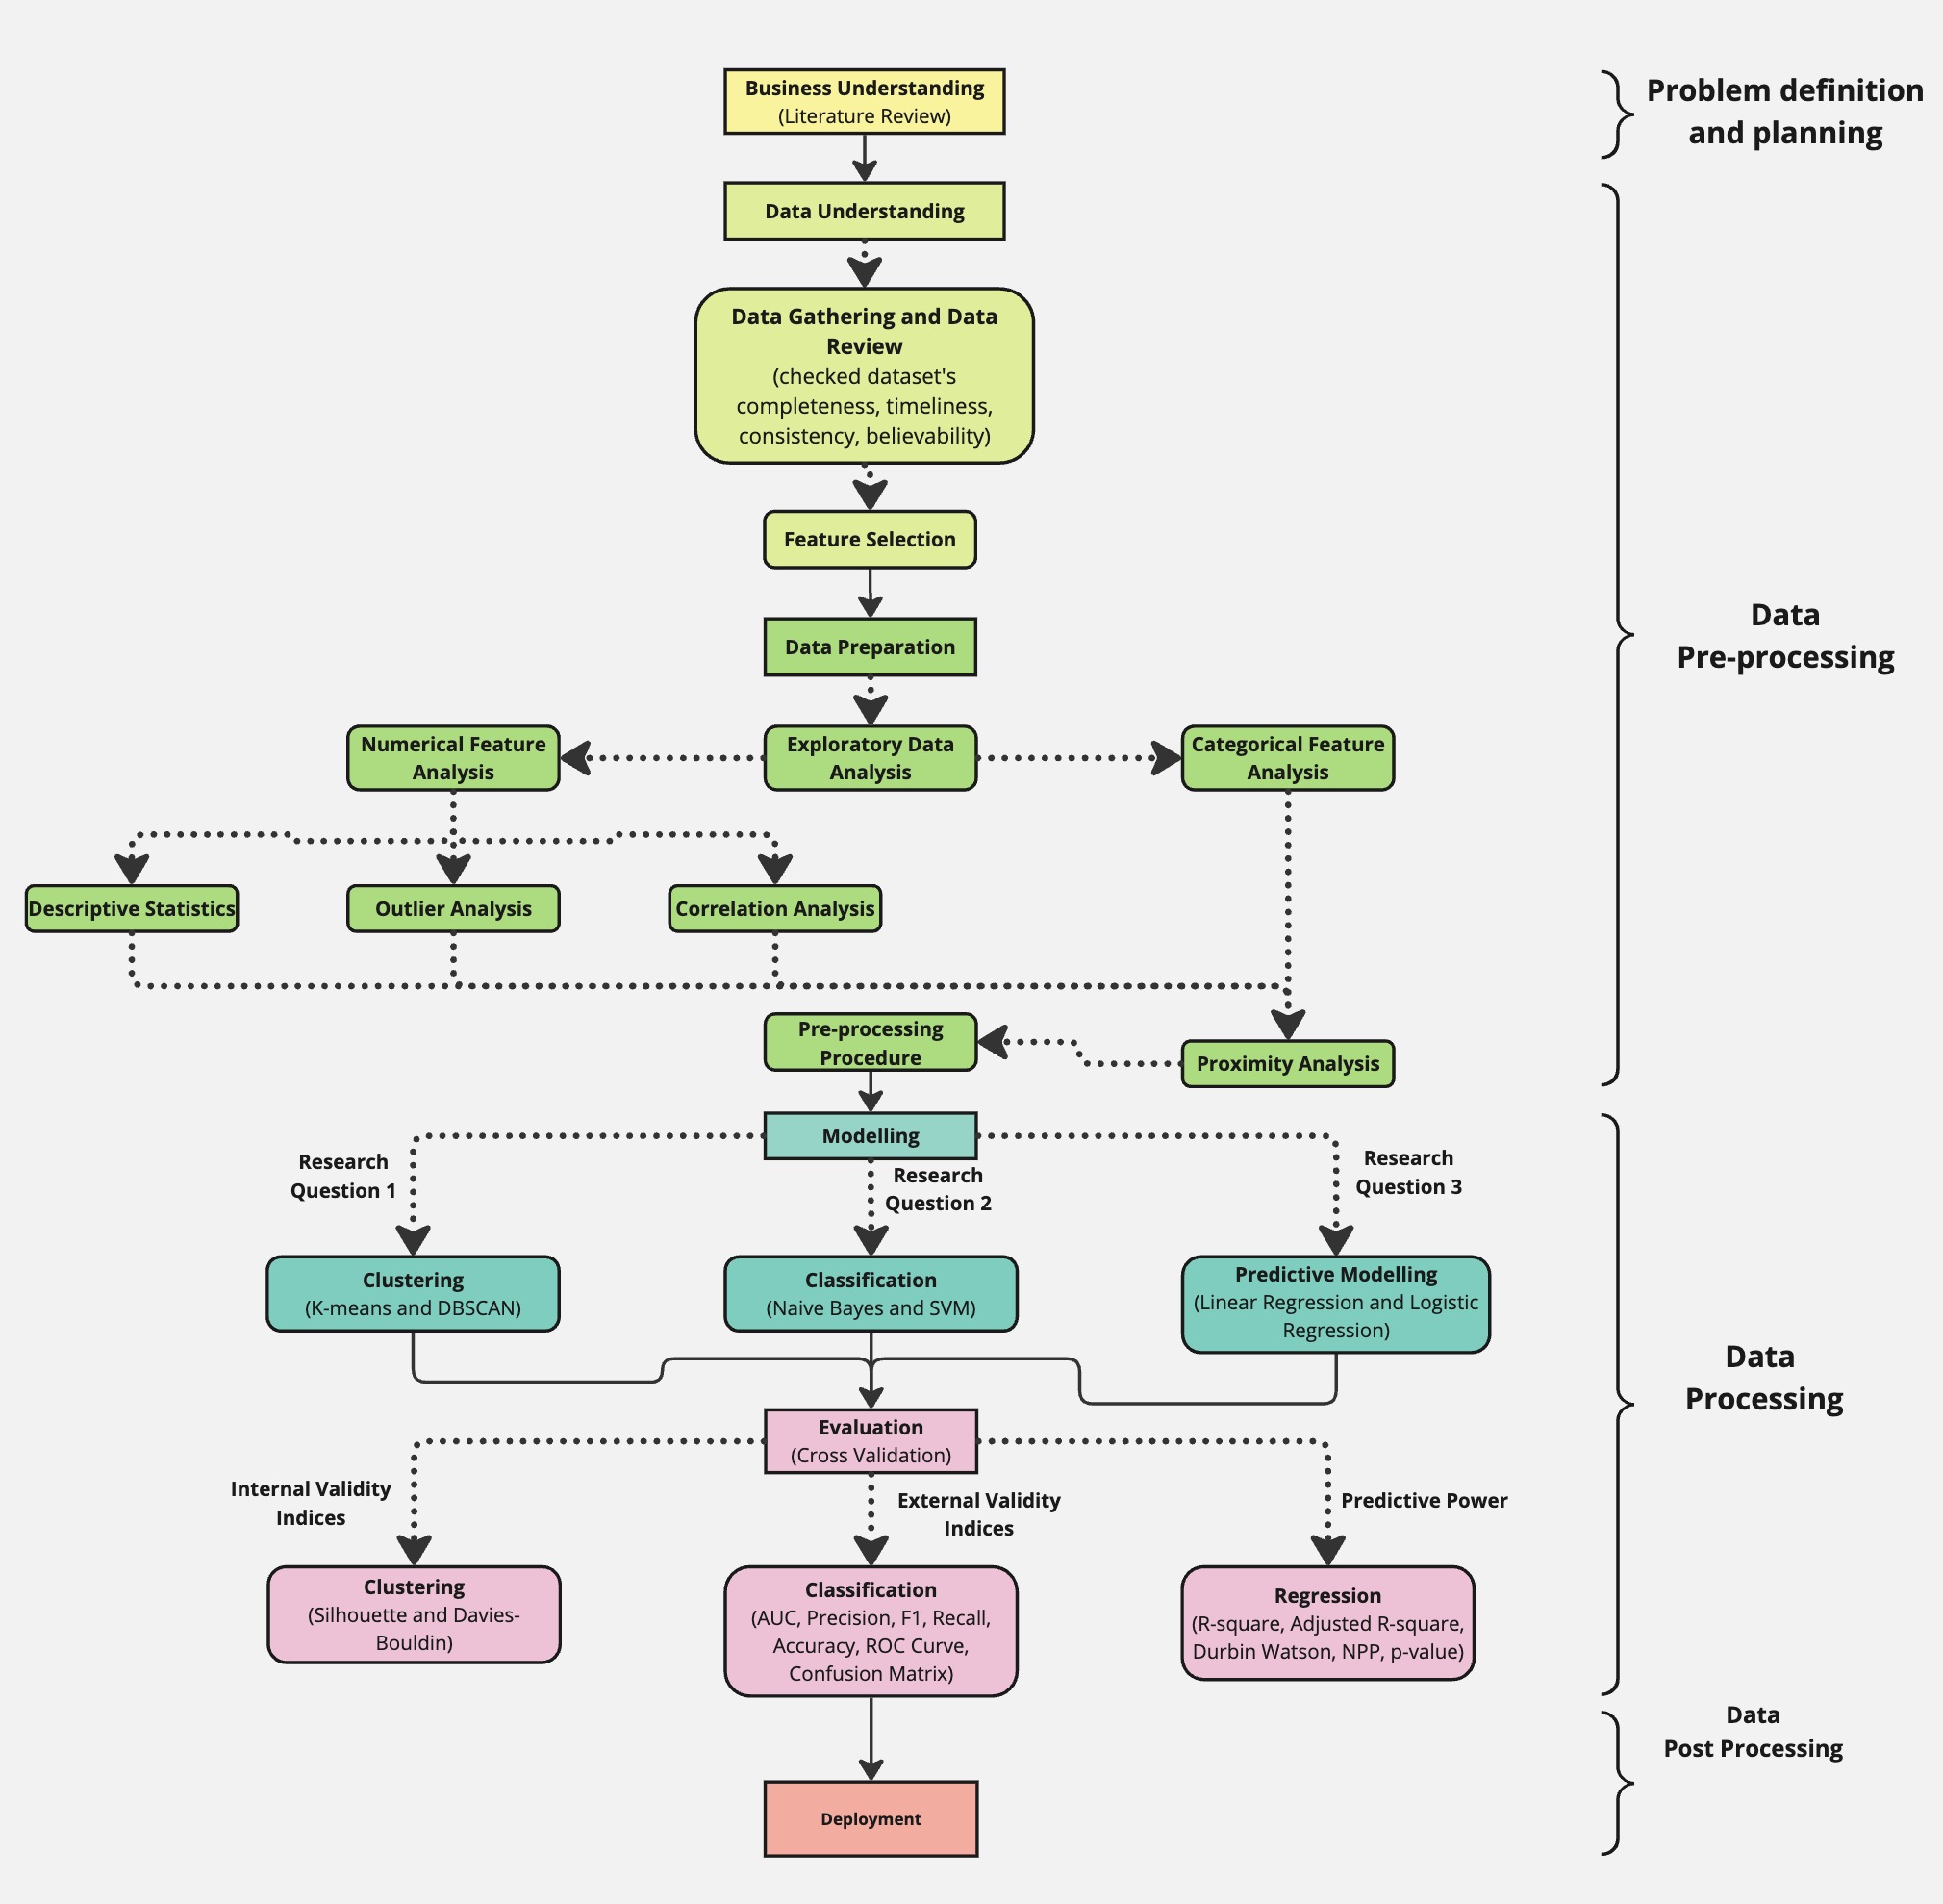 Business Understanding
(Literature Review)
Problem definition
and planning
Data Understanding
Data Gathering and Data
Review
(checked dataset's
completeness, timeliness,
consistency, believability)
Feature Selection
Data Preparation
Data
Pre-processing
Numerical Feature
Analysis
Exploratory Data
Analysis
Categorical Feature
Analysis
Descriptive Statistics
Outlier Analysis
Correlation Analysis
Pre-processing
Procedure
Proximity Analysis
Modelling
Research
Question 1
Research
Question 2
Research
Question 3
Clustering
(K-means and DBSCAN)
Classification
(Naive Bayes and SVM)
Predictive Modelling
(Linear Regression and Logistic
Regression)
Data
Processing
Evaluation
(Cross Validation)
Internal Validity
Indices
External Validity
Indices
Predictive Power
Clustering
(Silhouette and Davies-
Bouldin)
Classification
(AUC, Precision, F1, Recall,
Accuracy, ROC Curve,
Confusion Matrix)
Regression
(R-square, Adjusted R-square,
Durbin Watson, NPP, p-value)
Data
Post Processing
Deployment